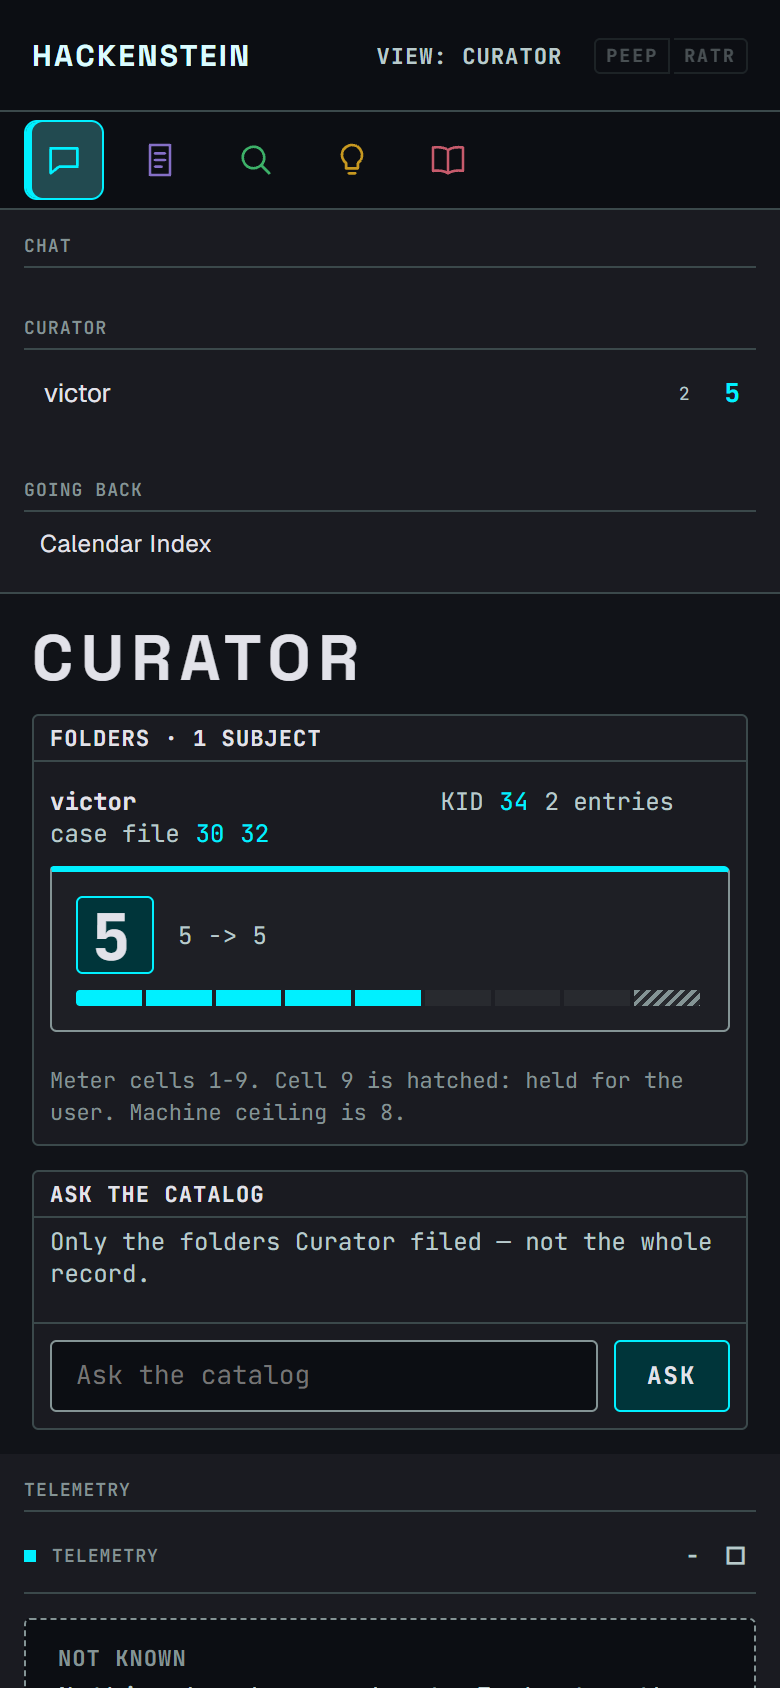 HACKENSTEIN
VIEW: CURATOR
PEEP
RATR
CHAT
CURATOR
victor 2 5
GOING BACK
Calendar Index
CURATOR
FOLDERS · 1 SUBJECT
victor KID 34 2 entries
case file 30 32
5 5 -> 5
Meter cells 1-9. Cell 9 is hatched: held for the
user. Machine ceiling is 8.
ASK THE CATALOG
Only the folders Curator filed — not the whole
record.
Ask the catalog
ASK
TELEMETRY
TELEMETRY -
NOT KNOWN